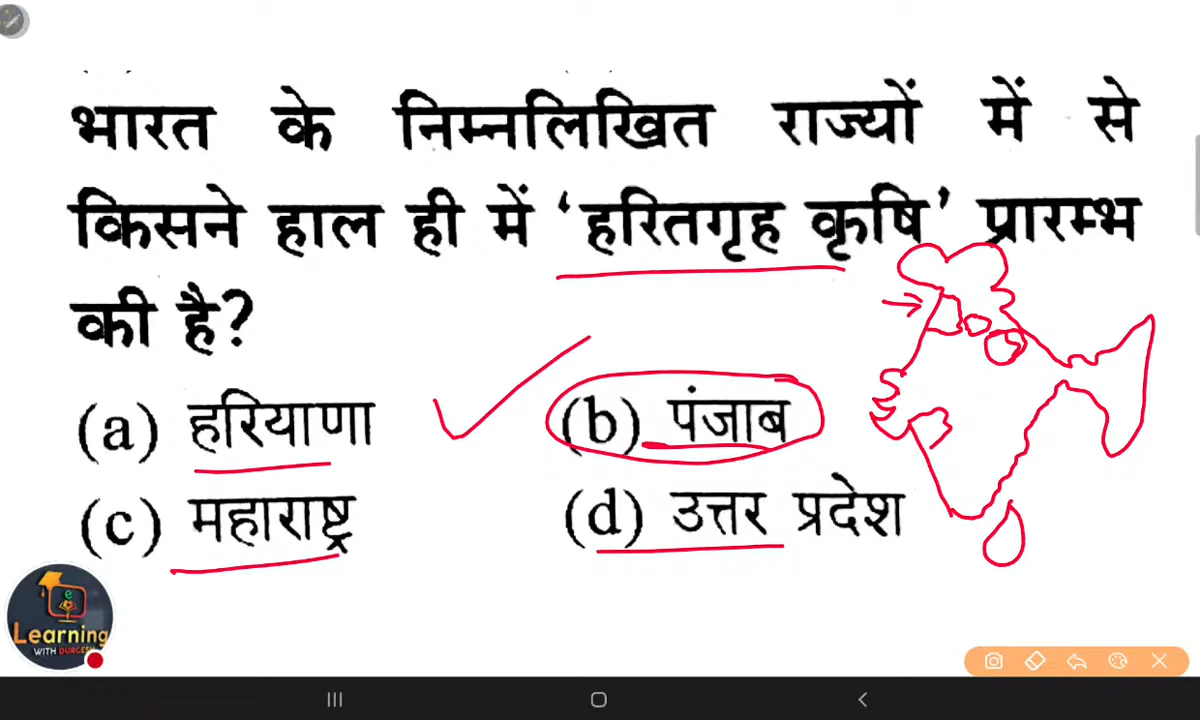 भारत के निम्नलिखित राज्यों में से
किसने हाल ही में ‘हरितगृह कृषि’ प्रारम्भ
की है?
(a) हरियाणा (b) पंजाब
(c) महाराष्ट्र (d) उत्तर प्रदेश
e
Learning
WITH DURGESH